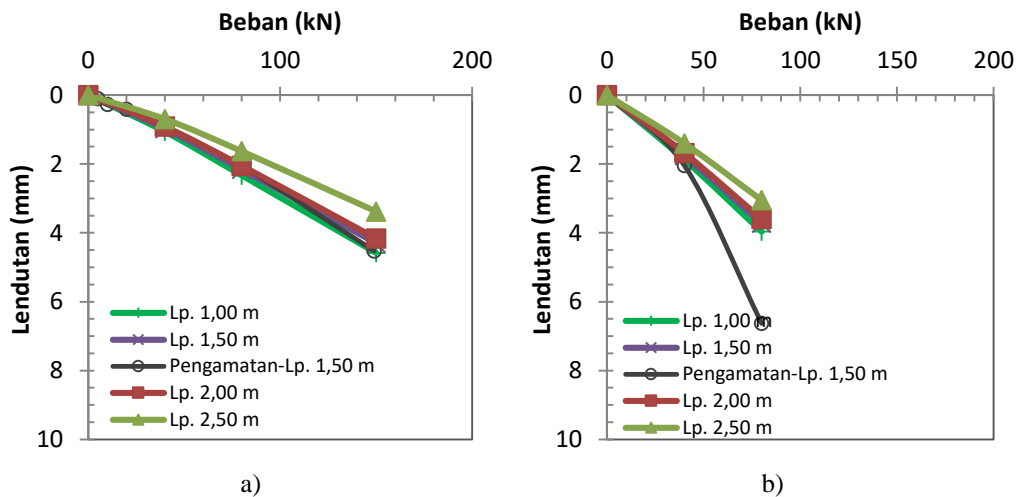 Beban (kN)
0 100 200
0
2
4
6
8
10
Lendutan (mm)
Lp. 1,00 m
Lp. 1,50 m
Pengamatan-Lp. 1,50 m
Lp. 2,00 m
Lp. 2,50 m
a)
Beban (kN)
0 50 100 150 200
0
2
4
6
8
10
Lendutan (mm)
Lp. 1,00 m
Lp. 1,50 m
Pengamatan-Lp. 1,50 m
Lp. 2,00 m
Lp. 2,50 m
b)